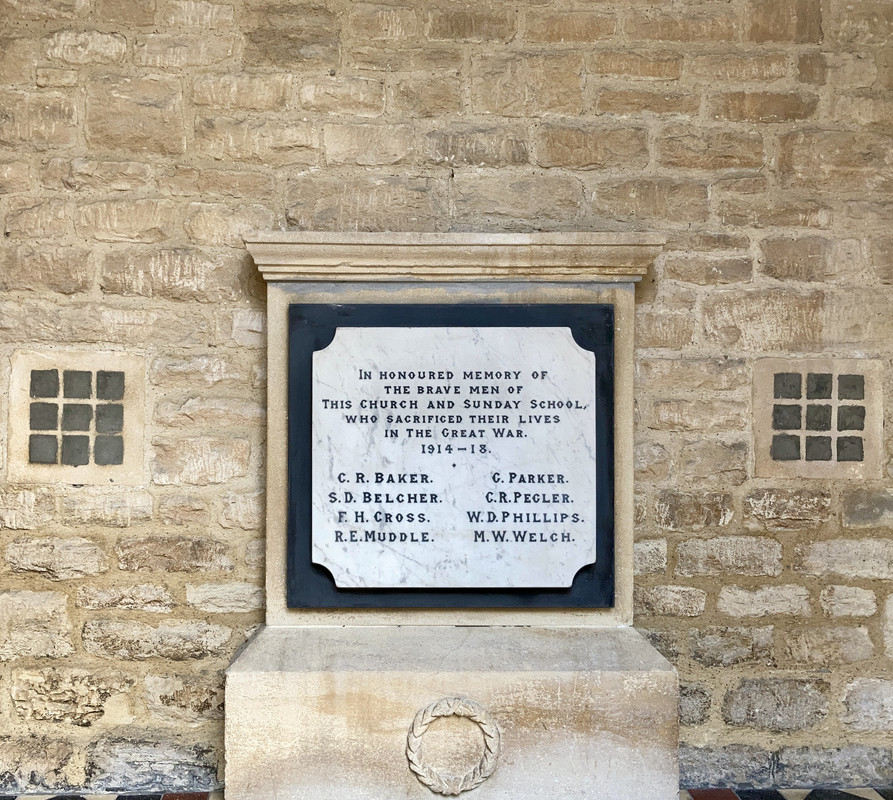 IN HONOURED MEMORY OF
THE BRAVE MEN OF
THIS CHURCH AND SUNDAY SCHOOL,
WHO SACRIFICED THEIR LIVES
IN THE GREAT WAR.
1914-18.
C. R. BAKER.
S. D. BELCHER.
F. H. CROSS.
R. E. MUDDLE.
G. PARKER.
C. R. PEGLER.
W. D. PHILLIPS.
M. W. WELCH.